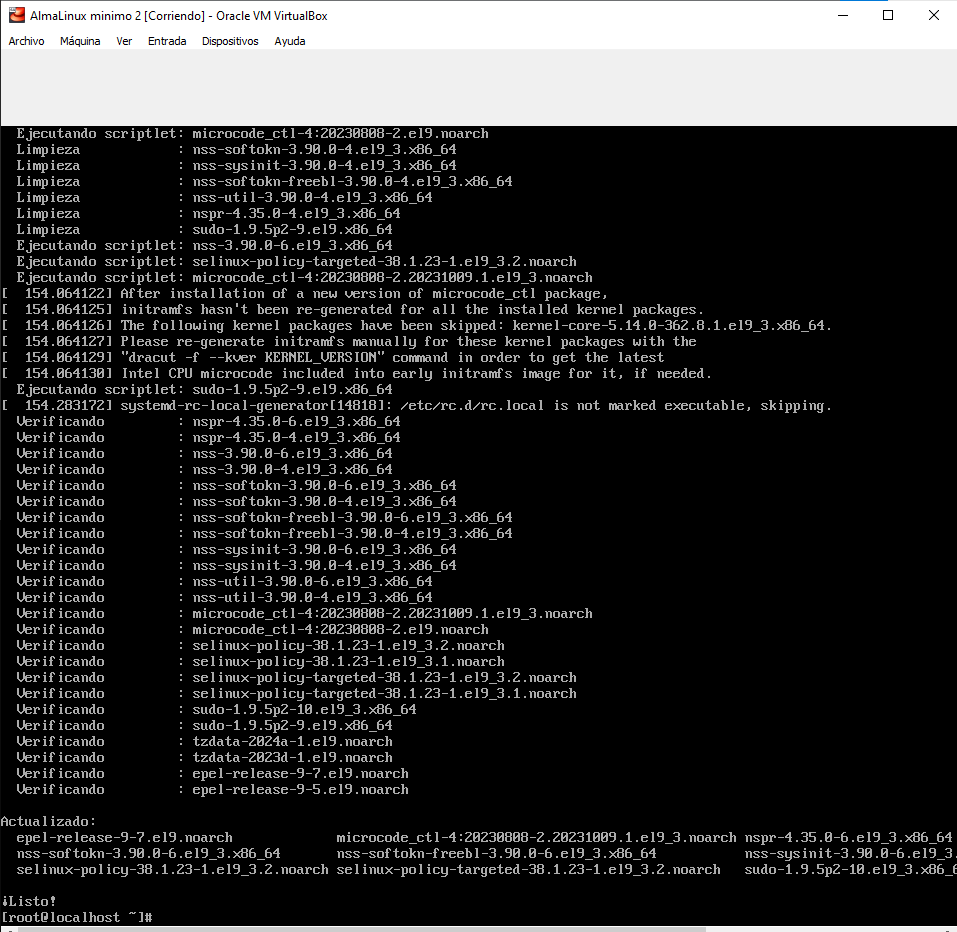 AlmaLinux minimo 2 [Corriendo] - Oracle VM VirtualBox
Archivo Máquina Ver Entrada Dispositivos Ayuda
Ejecutando scriptlet: microcode_ctl-4:20230808-2.el9.noarch
Limpieza : nss-softokn-3.90.0-4.el9_3.x86_64
Limpieza : nss-sysinit-3.90.0-4.el9_3.x86_64
Limpieza : nss-softokn-freebl-3.90.0-4.el9_3.x86_64
Limpieza : nss-util-3.90.0-4.el9_3.x86_64
Limpieza : nspr-4.35.0-4.el9_3.x86_64
Limpieza : sudo-1.9.5p2-9.el9.x86_64
Ejecutando scriptlet: nss-3.90.0-6.el9_3.x86_64
Ejecutando scriptlet: selinux-policy-targeted-38.1.23-1.el9_3.2.noarch
Ejecutando scriptlet: microcode_ctl-4:20230808-2.20231009.1.el9_3.noarch
[  154.064122] After installation of a new version of microcode_ctl package,
[  154.064125] initramfs hasn't been re-generated for all the installed kernel packages.
[  154.064126] The following kernel packages have been skipped: kernel-core-5.14.0-362.8.1.el9_3.x86_64.
[  154.064127] Please re-generate initramfs manually for these kernel packages with the
[  154.064129] "dracut -f --kver KERNEL_VERSION" command in order to get the latest
[  154.064130] Intel CPU microcode included into early initramfs image for it, if needed.
Ejecutando scriptlet: sudo-1.9.5p2-9.el9.x86_64
[  154.283172] systemd-rc-local-generator[14818]: /etc/rc.d/rc.local is not marked executable, skipping.
Verificando : nspr-4.35.0-6.el9_3.x86_64
Verificando : nspr-4.35.0-4.el9_3.x86_64
Verificando : nss-3.90.0-6.el9_3.x86_64
Verificando : nss-3.90.0-4.el9_3.x86_64
Verificando : nss-softokn-3.90.0-6.el9_3.x86_64
Verificando : nss-softokn-3.90.0-4.el9_3.x86_64
Verificando : nss-softokn-freebl-3.90.0-6.el9_3.x86_64
Verificando : nss-softokn-freebl-3.90.0-4.el9_3.x86_64
Verificando : nss-sysinit-3.90.0-6.el9_3.x86_64
Verificando : nss-sysinit-3.90.0-4.el9_3.x86_64
Verificando : nss-util-3.90.0-6.el9_3.x86_64
Verificando : nss-util-3.90.0-4.el9_3.x86_64
Verificando : microcode_ctl-4:20230808-2.20231009.1.el9_3.noarch
Verificando : microcode_ctl-4:20230808-2.el9.noarch
Verificando : selinux-policy-38.1.23-1.el9_3.2.noarch
Verificando : selinux-policy-38.1.23-1.el9_3.1.noarch
Verificando : selinux-policy-targeted-38.1.23-1.el9_3.2.noarch
Verificando : selinux-policy-targeted-38.1.23-1.el9_3.1.noarch
Verificando : sudo-1.9.5p2-10.el9_3.x86_64
Verificando : sudo-1.9.5p2-9.el9.x86_64
Verificando : tzdata-2024a-1.el9.noarch
Verificando : tzdata-2023d-1.el9.noarch
Verificando : epel-release-9-7.el9.noarch
Verificando : epel-release-9-5.el9.noarch
Actualizado:
epel-release-9-7.el9.noarch microcode_ctl-4:20230808-2.20231009.1.el9_3.noarch nspr-4.35.0-6.el9_3.x86_64
nss-softokn-3.90.0-6.el9_3.x86_64 nss-softokn-freebl-3.90.0-6.el9_3.x86_64 nss-sysinit-3.90.0-6.el9_3.
selinux-policy-38.1.23-1.el9_3.2.noarch selinux-policy-targeted-38.1.23-1.el9_3.2.noarch sudo-1.9.5p2-10.el9_3.x86_6
¡Listo!
[root@localhost ~]#